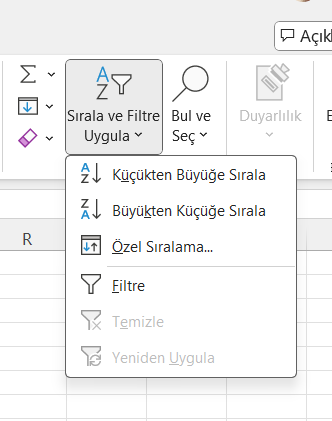 Açıkl
Sırala ve Filtre
Uygula
Bul ve
Seç
Duyarlılık
Küçükten Büyüğe Sırala
Büyükten Küçüğe Sırala
Özel Sıralama...
Filtre
Temizle
Yeniden Uygula
R